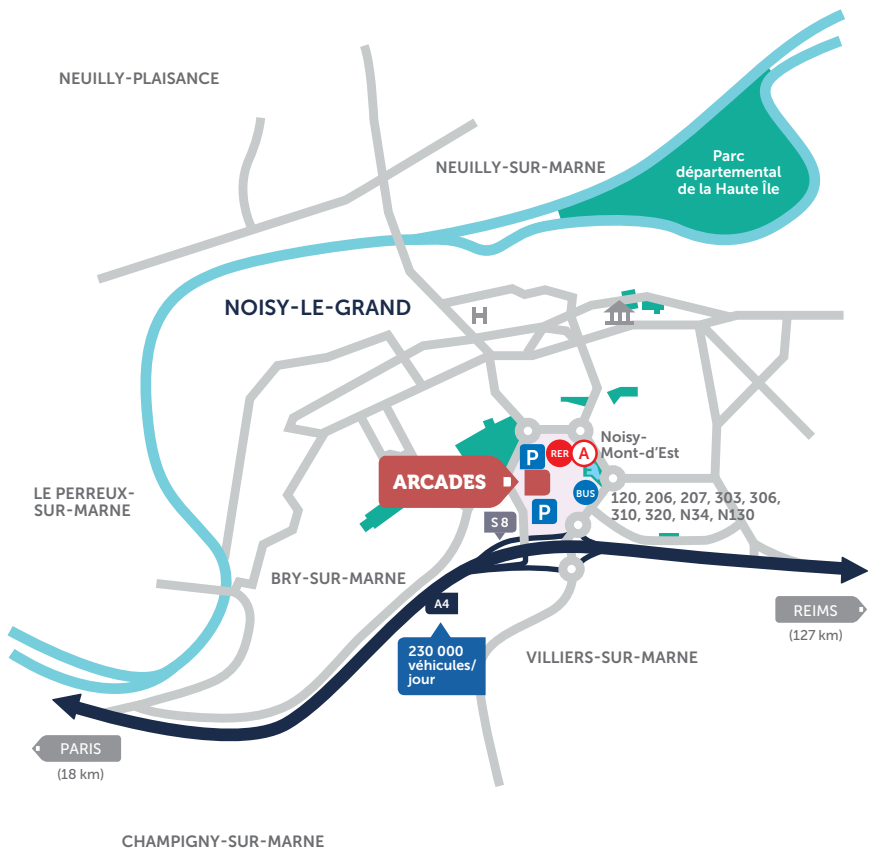 NEUILLY-PLAISANCE
NEUILLY-SUR-MARNE
Parc
départemental
de la Haute Île
NOISY-LE-GRAND
H
Noisy-
Mont-d'Est
P
RER
A
ARCADES
BUS
LE PERREUX-
SUR-MARNE
120, 206, 207, 303, 306,
310, 320, N34, N130
P
S 8
BRY-SUR-MARNE
A4
REIMS
(127 km)
230 000
véhicules/
jour
VILLIERS-SUR-MARNE
PARIS
(18 km)
CHAMPIGNY-SUR-MARNE